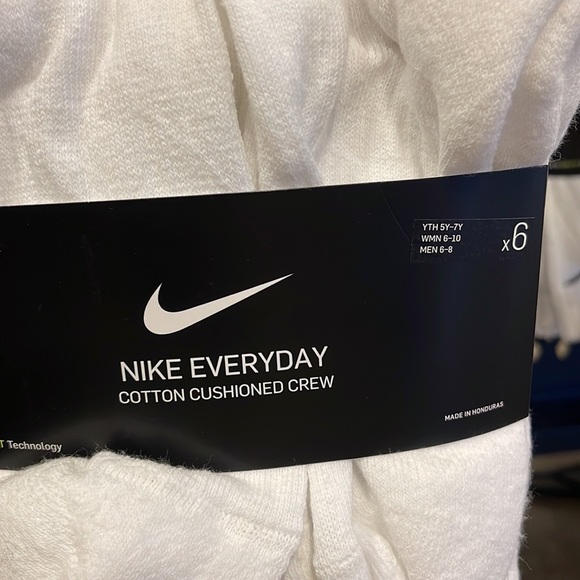 YTH 5Y-7Y
WMN 6-10
MEN 6-8
x6
NIKE EVERYDAY
COTTON CUSHIONED CREW
MADE IN HONDURAS
Technology